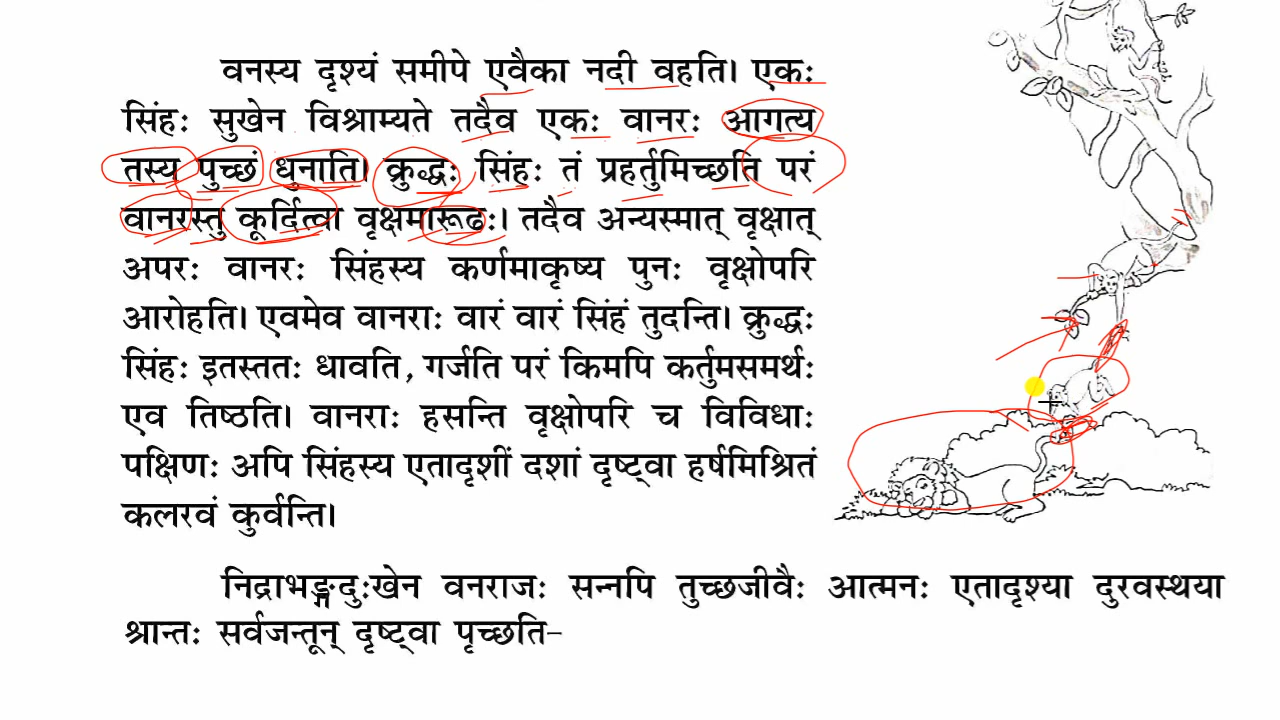 वनस्य दृश्यं समीपे एवैका नदी वहति। एकः
सिंहः सुखेन विश्राम्यते तदैव एकः वानरः आगत्य
तस्य पुच्छं धुनाति। क्रुद्धः सिंहः तं प्रहर्तुमिच्छति परं
वानरस्तु कूर्दित्वा वृक्षमारूढः। तदैव अन्यस्मात् वृक्षात्
अपरः वानरः सिंहस्य कर्णमाकृष्य पुनः वृक्षोपरि
आरोहति। एवमेव वानराः वारं वारं सिंहं तुदन्ति। क्रुद्धः
सिंहः इतस्ततः धावति, गर्जति परं किमपि कर्तुमसमर्थः
एव तिष्ठति। वानराः हसन्ति वृक्षोपरि च विविधाः
पक्षिणः अपि सिंहस्य एतादृशीं दशां दृष्ट्वा हर्षमिश्रितं
कलरवं कुर्वन्ति।
निद्राभङ्गदुःखेन वनराजः सन्नपि तुच्छजीवैः आत्मनः एतादृश्या दुरवस्थया
श्रान्तः सर्वजन्तून् दृष्ट्वा पृच्छति–